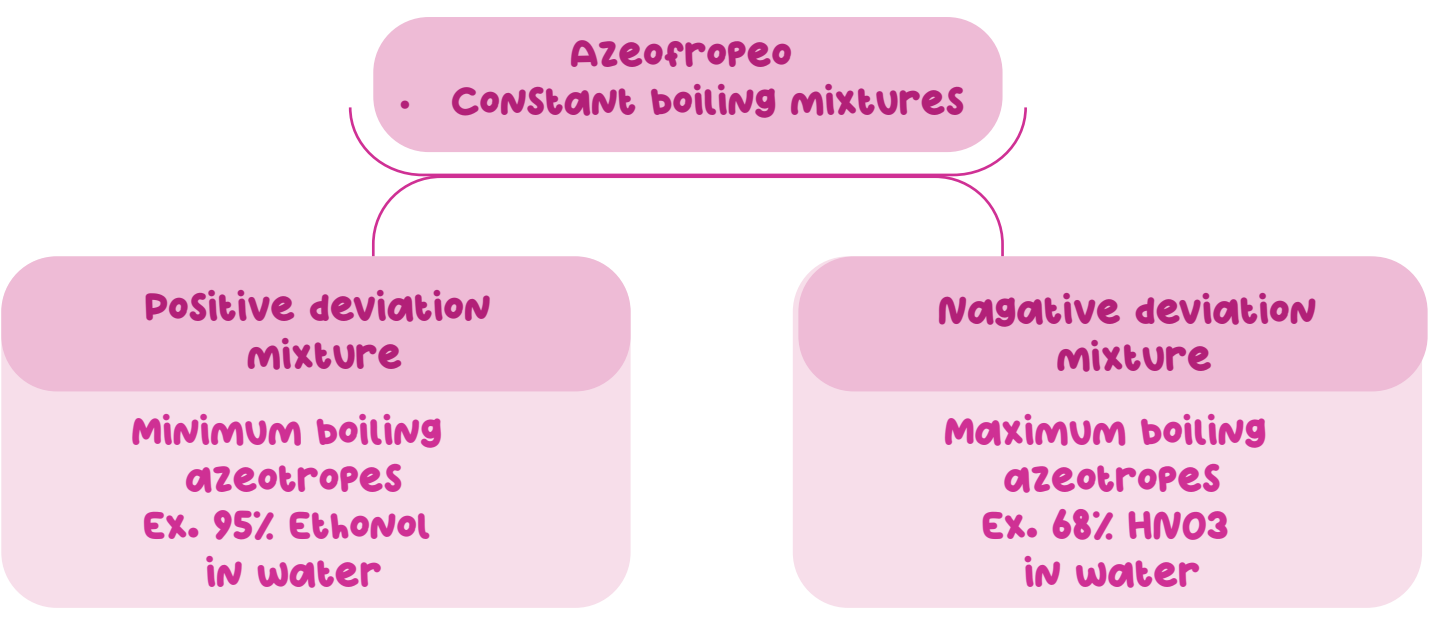 Azeofropeo
• Constant boiling mixtures
Positive deviation
mixture
Minimum boiling
azeotropes
Ex. 95% Ethonol
in water
Nagative deviation
mixture
Maximum boiling
azeotropes
Ex. 68% HNO3
in water